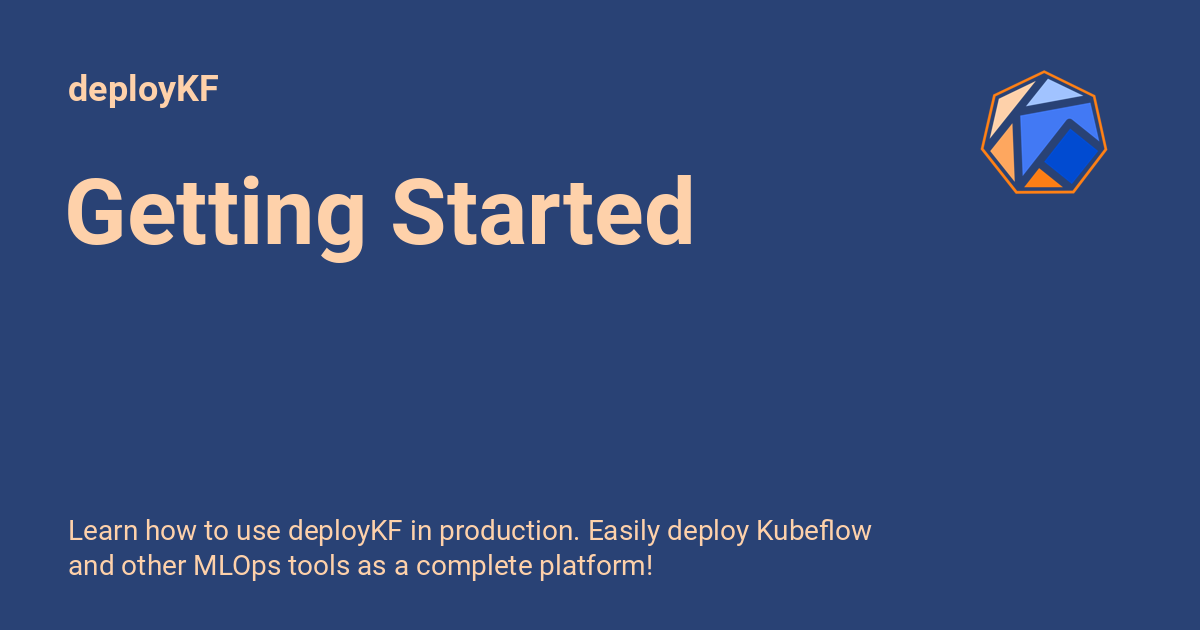 deployKF
Getting Started
Learn how to use deployKF in production. Easily deploy Kubeflow
and other MLOps tools as a complete platform!